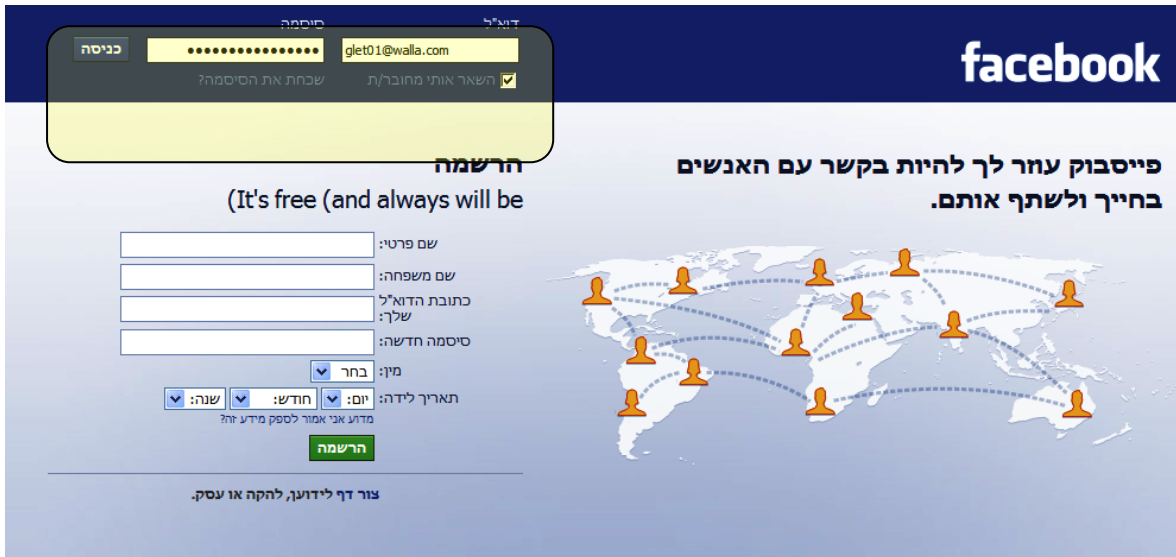 facebook
דוא"ל
סיסמה
glet01@walla.com
••••••••••••••••
כניסה
השאר אותי מחובר/ת
שכחת את הסיסמה?
פייסבוק עוזר לך להיות בקשר עם האנשים
בחייך ולשתף אותם.
הרשמה
(It's free (and always will be
שם פרטי:
שם משפחה:
כתובת הדוא"ל
שלך:
סיסמה חדשה:
מין: בחר
תאריך לידה: יום: חודש: שנה:
מדוע אני אמור לספק מידע זה?
הרשמה
צור דף לידוען, להקה או עסק.